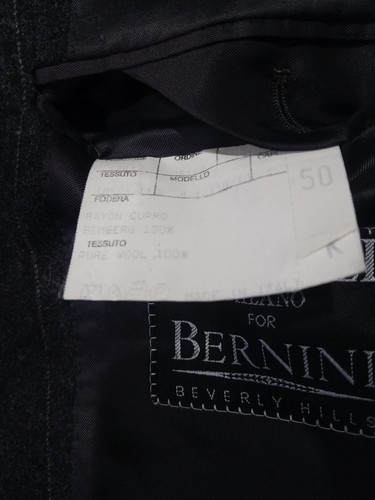 ORDINE
TESSUTO
MODELLO
50
FODERA
RAYON CUPRO
BEMBERG 100%
TESSUTO
PURE WOOL 100%
K
MADE IN ITALY
MILANO
FOR
BERNINI
BEVERLY HILLS